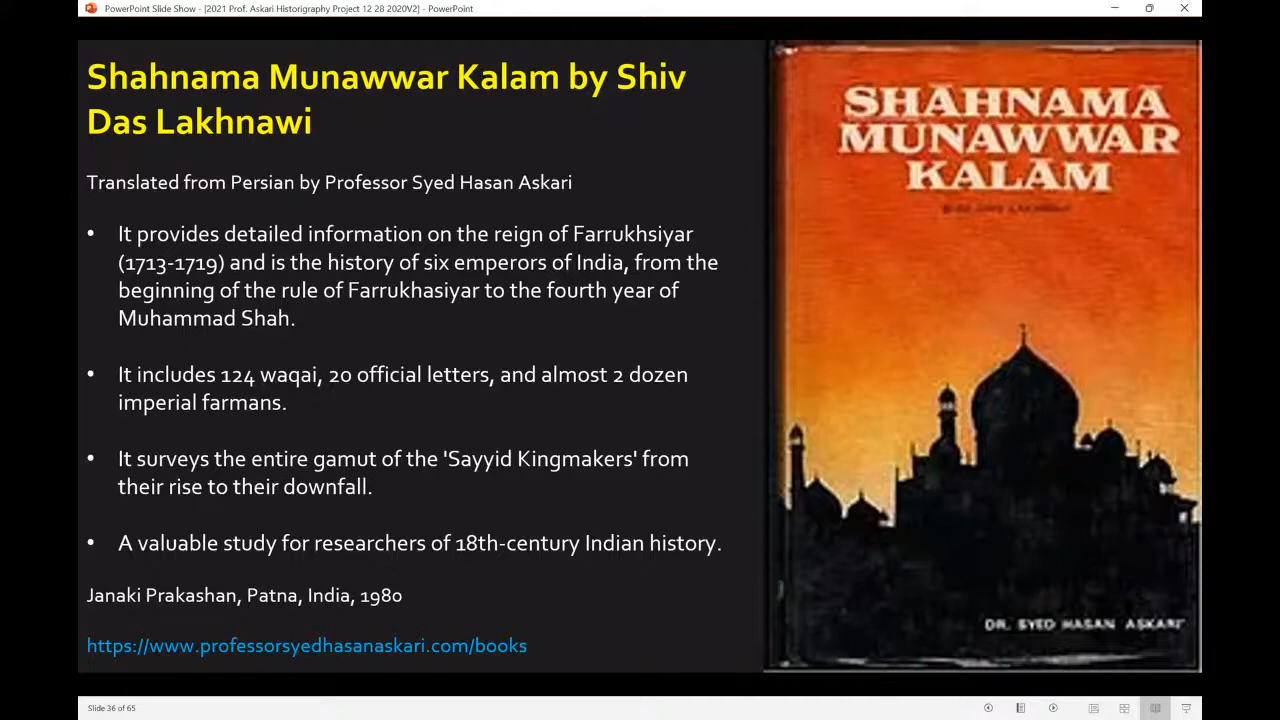 PowerPoint Slide Show - [2021 Prof. Askari Historigraphy Project 12 28 2020V2] - PowerPoint
Shahnama Munawwar Kalam by Shiv
Das Lakhnawi
Translated from Persian by Professor Syed Hasan Askari
• It provides detailed information on the reign of Farrukhsiyar
(1713-1719) and is the history of six emperors of India, from the
beginning of the rule of Farrukhasiyar to the fourth year of
Muhammad Shah.
• It includes 124 waqai, 20 official letters, and almost 2 dozen
imperial farmans.
• It surveys the entire gamut of the 'Sayyid Kingmakers' from
their rise to their downfall.
• A valuable study for researchers of 18th-century Indian history.
Janaki Prakashan, Patna, India, 1980
https://www.professorsyedhasanaskari.com/books
SHAHNAMA
MUNAWWAR
KALAM
DR. SYED HASAN ASKARI
Slide 36 of 65